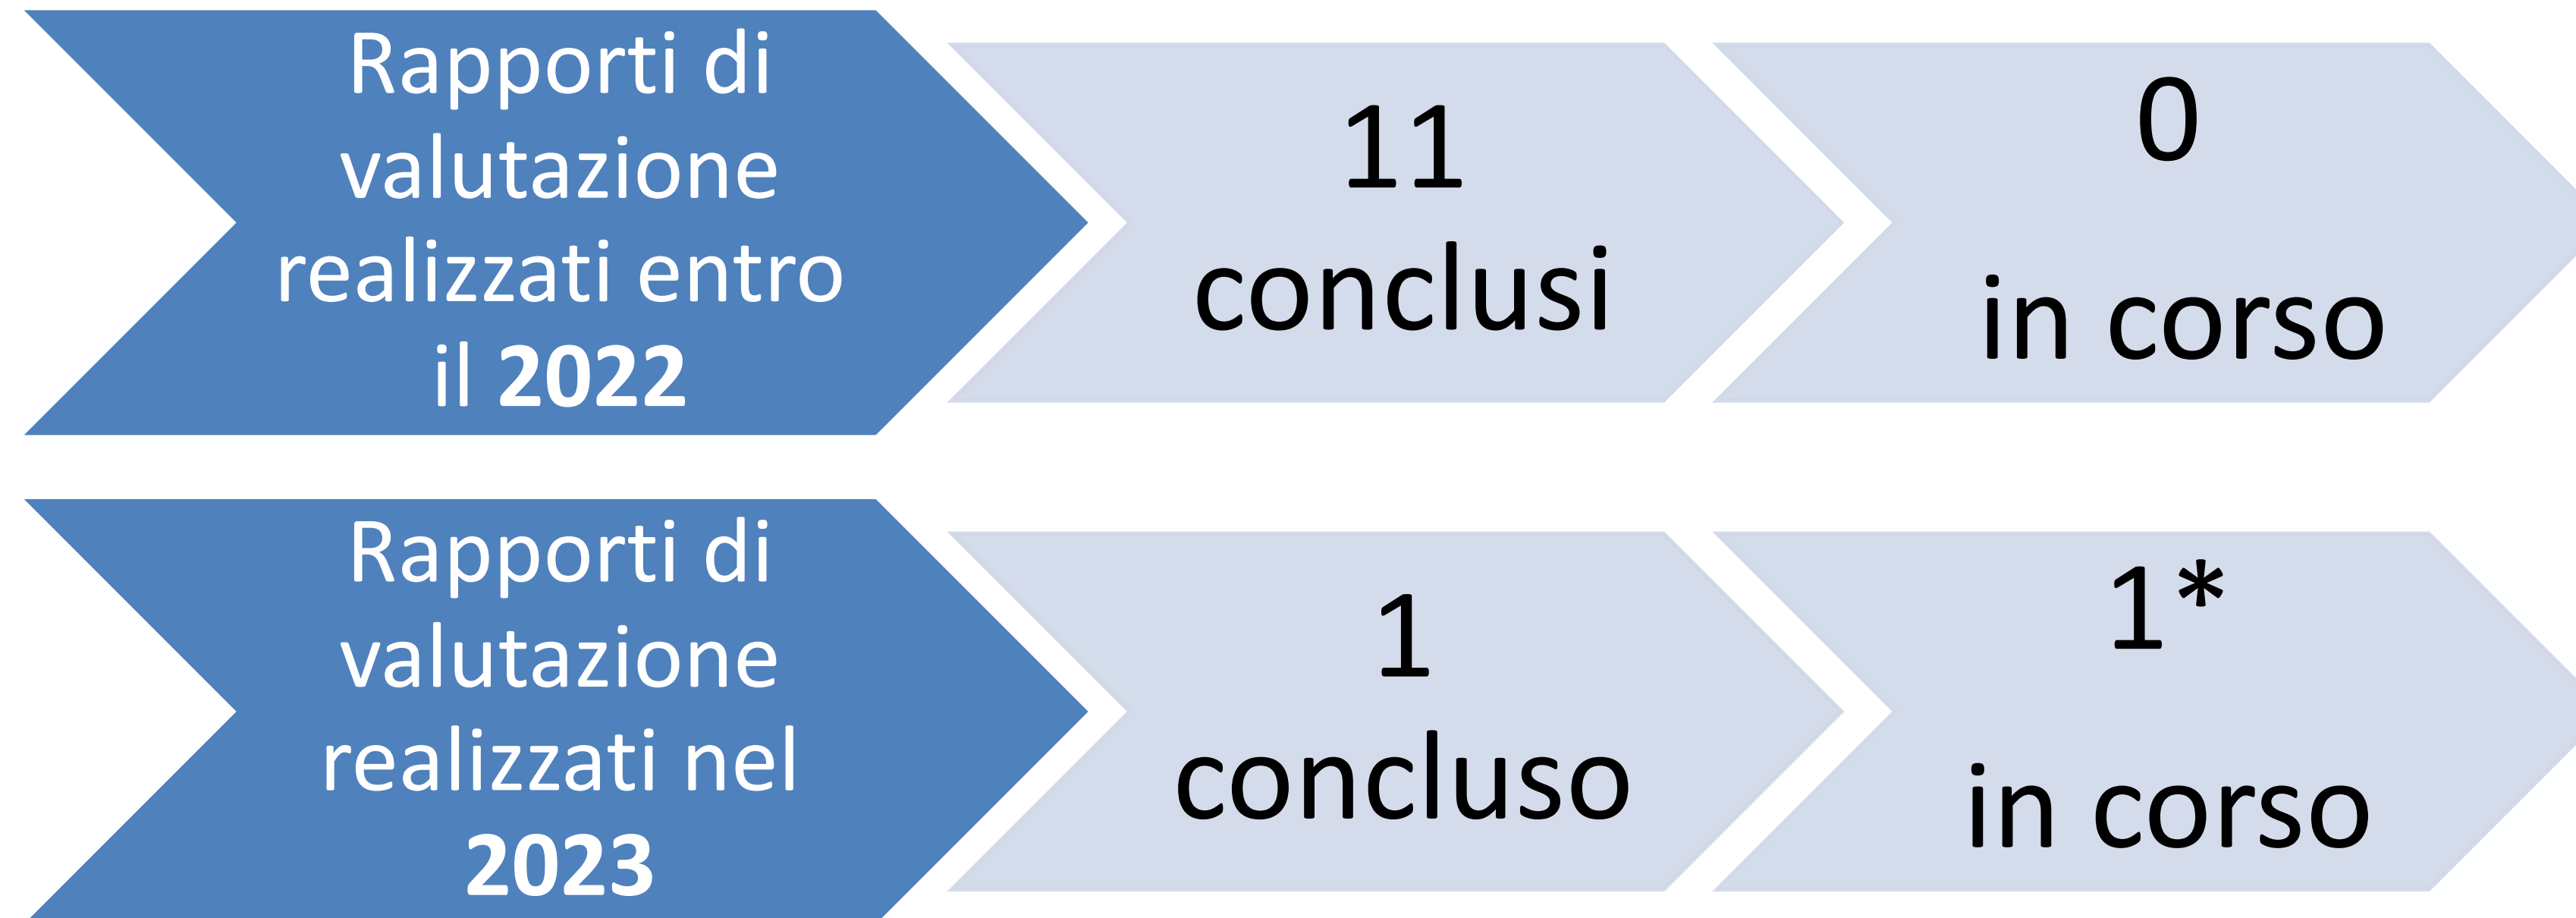 Rapporti di
valutazione
realizzati entro
il 2022
11
conclusi
0
in corso
Rapporti di
valutazione
realizzati nel
2023
1
concluso
1*
in corso